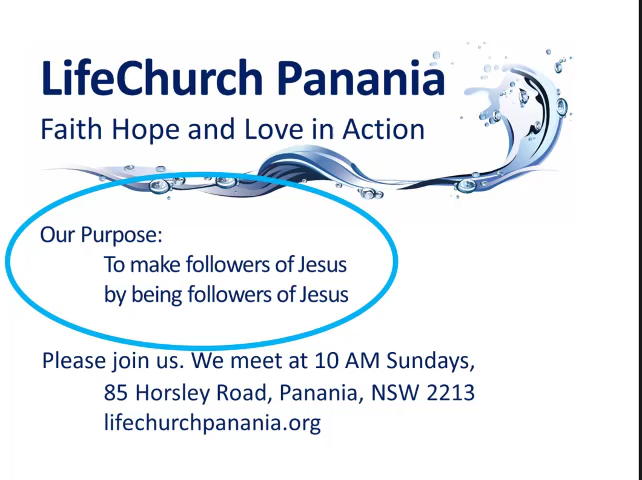 LifeChurch Panania
Faith Hope and Love in Action
Our Purpose:
To make followers of Jesus
by being followers of Jesus
Please join us. We meet at 10 AM Sundays,
85 Horsley Road, Panania, NSW 2213
lifechurchpanania.org